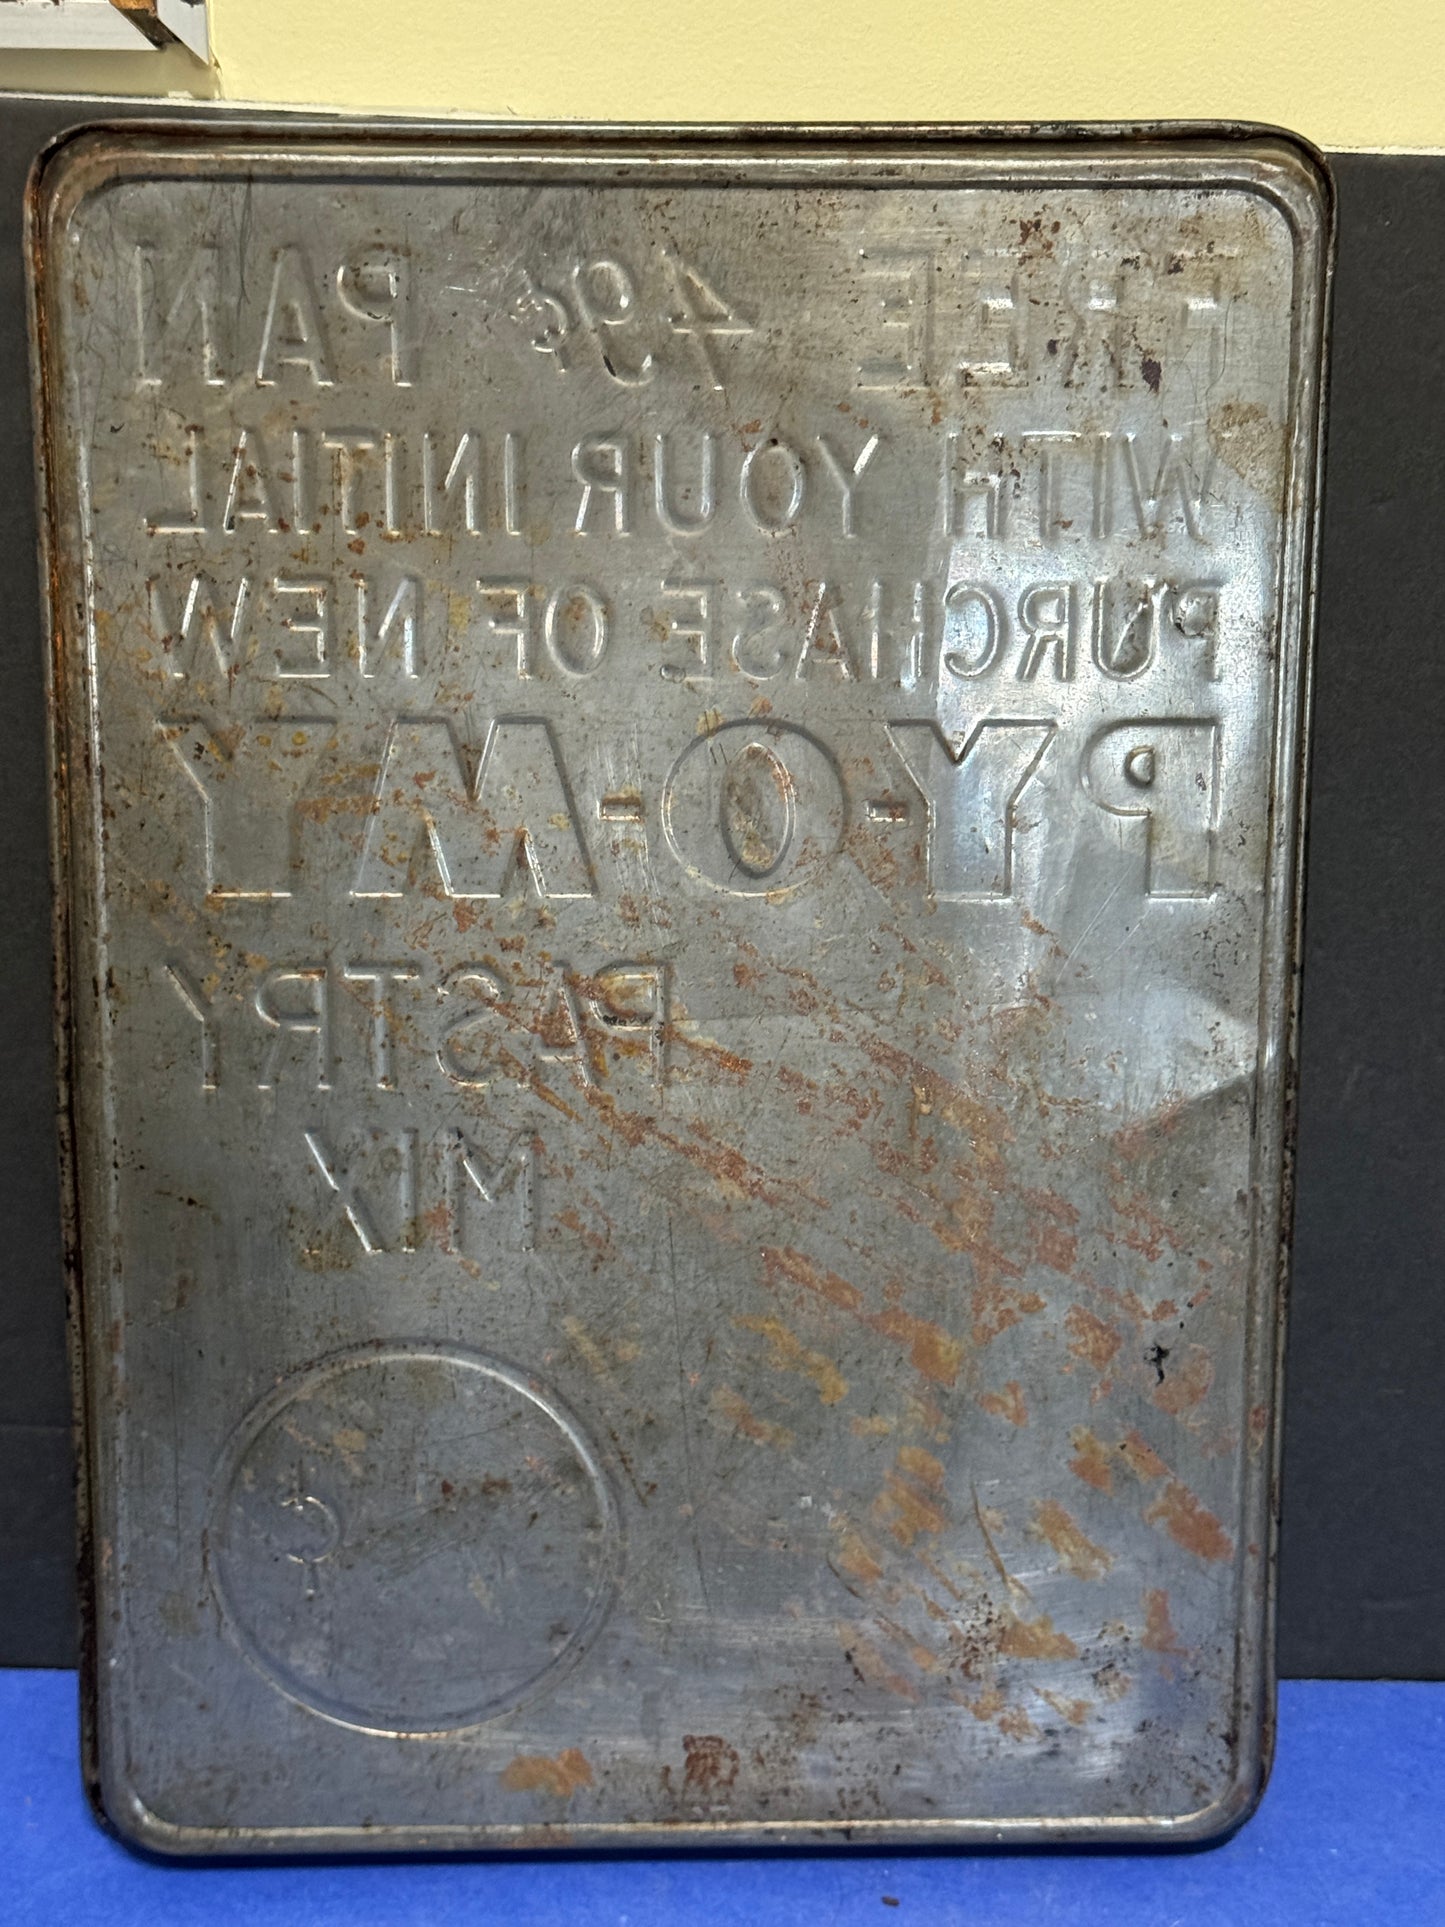 FREE 49¢ PAN
WITH YOUR INITIAL
PURCHASE OF NEW
PY-O-MY
PASTRY
MIX
¢